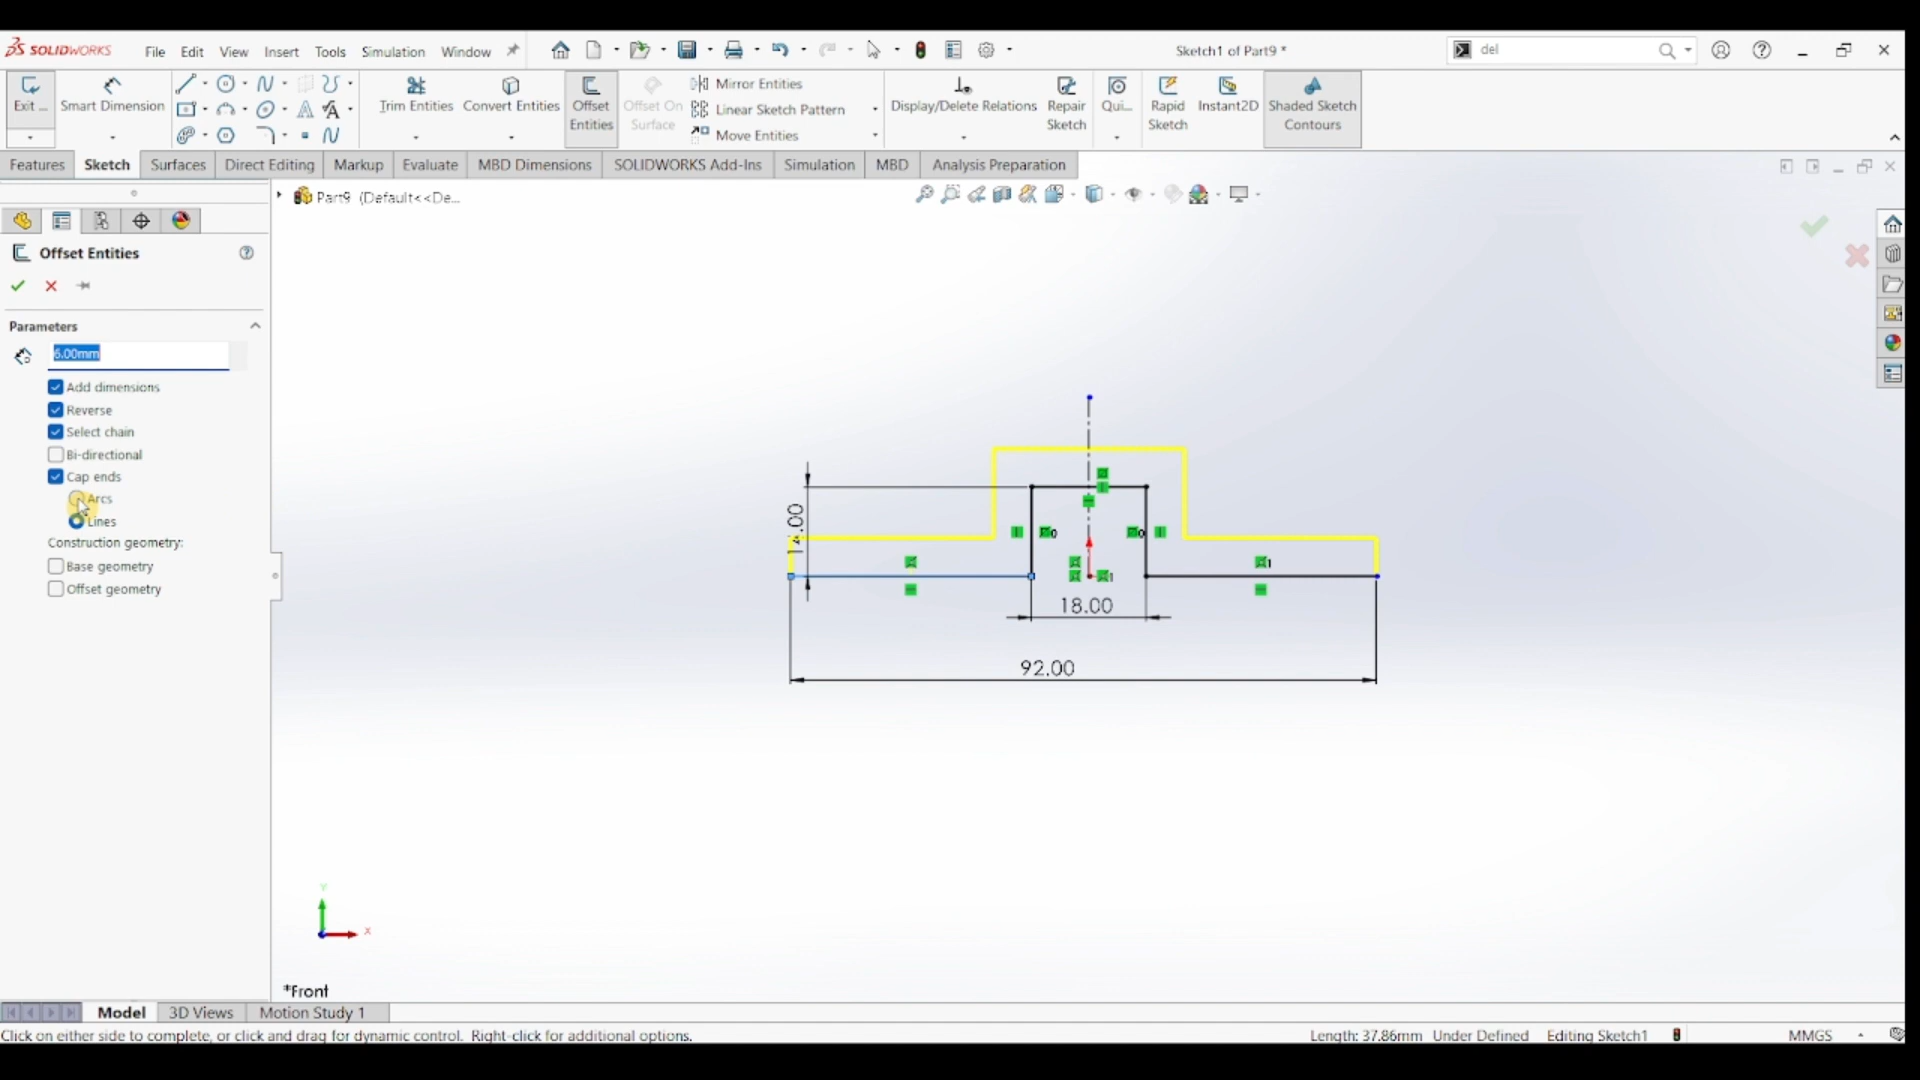 SOLIDWORKS
File Edit View Insert Tools Simulation Window
Sketch1 of Part9 *
del
Exit ...
Smart Dimension
Trim Entities
Convert Entities
Offset
Entities
Offset On
Surface
Mirror Entities
Linear Sketch Pattern
Move Entities
Display/Delete Relations
Repair
Sketch
Qui...
Rapid
Sketch
Instant2D
Shaded Sketch
Contours
Features Sketch Surfaces Direct Editing Markup Evaluate MBD Dimensions SOLIDWORKS Add-Ins Simulation MBD Analysis Preparation
Part9 (Default<<De...
Offset Entities
Parameters
6.00mm
Add dimensions
Reverse
Select chain
Bi-directional
Cap ends
Arcs
Lines
Construction geometry:
Base geometry
Offset geometry
0
0
1
1
18.00
92.00
Y
X
*Front
Model 3D Views Motion Study 1
Click on either side to complete, or click and drag for dynamic control. Right-click for additional options.
Length: 37.86mm Under Defined Editing Sketch1 MMGS